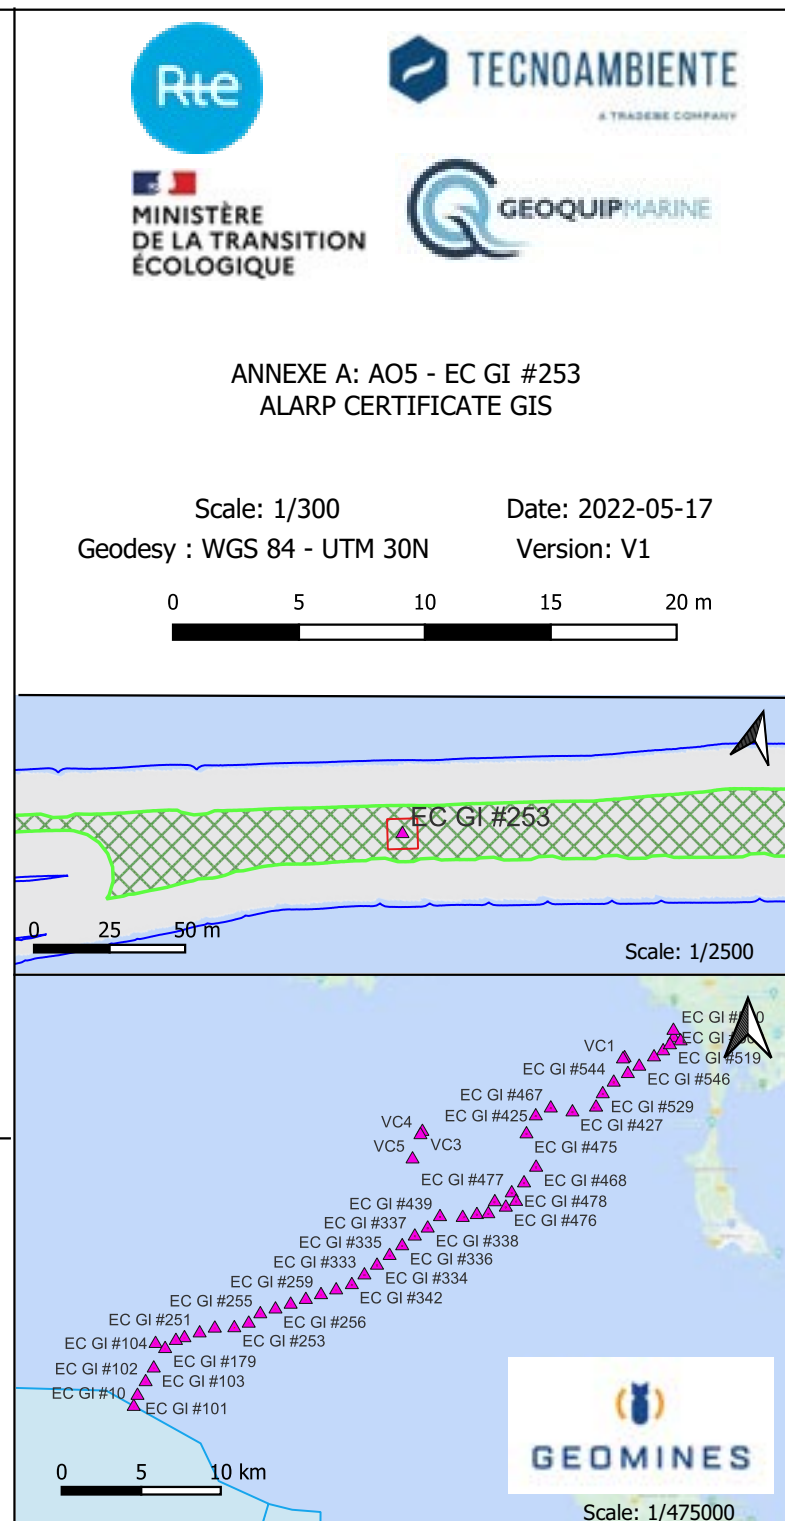 Rte
TECNOAMBIENTE
A TRADEBE COMPANY
MINISTÈRE
DE LA TRANSITION
ÉCOLOGIQUE
GEOQUIPMARINE
ANNEXE A: AO5 - EC GI #253
ALARP CERTIFICATE GIS
Scale: 1/300
Date: 2022-05-17
Geodesy : WGS 84 - UTM 30N
Version: V1
0 5 10 15 20 m
EC GI #253
0 25 50 m
Scale: 1/2500
EC GI
VC1
EC GI #519
EC GI #544
EC GI #546
EC GI #467
EC GI #529
EC GI #425
EC GI #427
VC4
VC3
EC GI #475
VC5
EC GI #477
EC GI #468
EC GI #439
EC GI #478
EC GI #476
EC GI #337
EC GI #338
EC GI #335
EC GI #336
EC GI #333
EC GI #334
EC GI #259
EC GI #342
EC GI #255
EC GI #256
EC GI #251
EC GI #253
EC GI #104
EC GI #179
EC GI #102
EC GI #103
EC GI #10
EC GI #101
0 5 10 km
GEOMINES
Scale: 1/475000